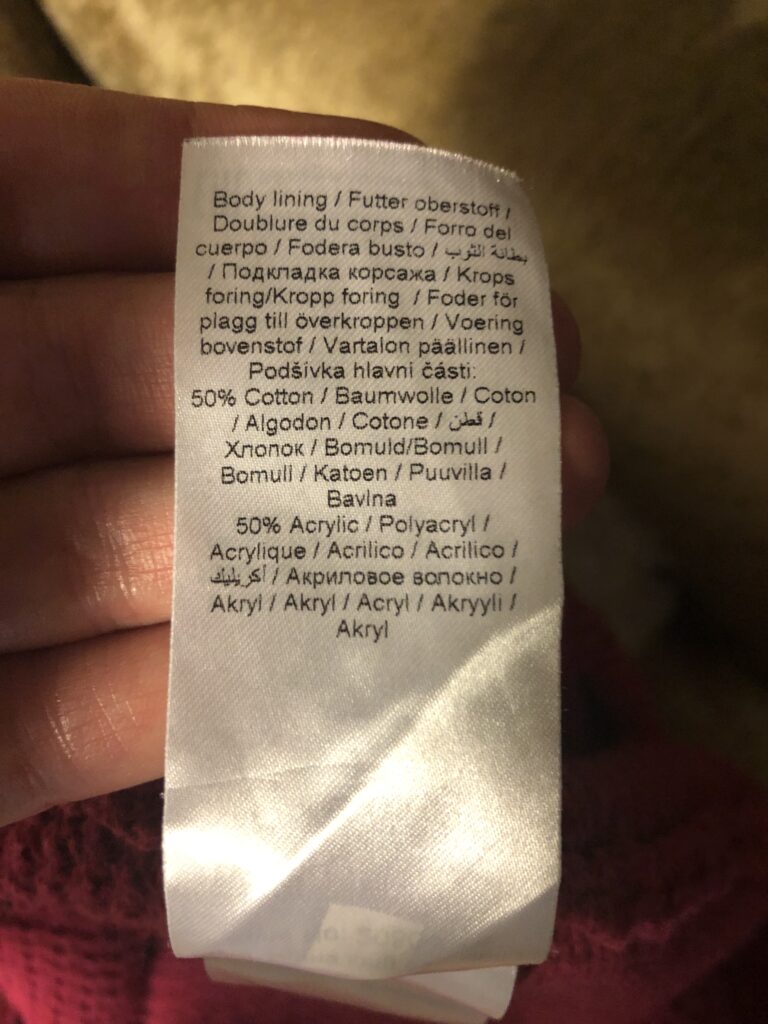 Body lining / Futter oberstoff /
Doublure du corps / Forro del
cuerpo / Fodera busto / بطانة الثوب
/ Подкладка корсажа / Krops
foring/Kropp foring / Foder för
plagg till överkroppen / Voering
bovenstof / Vartalon päällinen /
Podšívka hlavní části:
50% Cotton / Baumwolle / Coton
/ Algodon / Cotone / قطن /
Хлопок / Bomuld/Bomull /
Bomull / Katoen / Puuvilla /
Bavlna
50% Acrylic / Polyacryl /
Acrylique / Acrilico / Acrilico /
أكريليك / Акриловое волокно /
Akryl / Akryl / Acryl / Akryyli /
Akryl